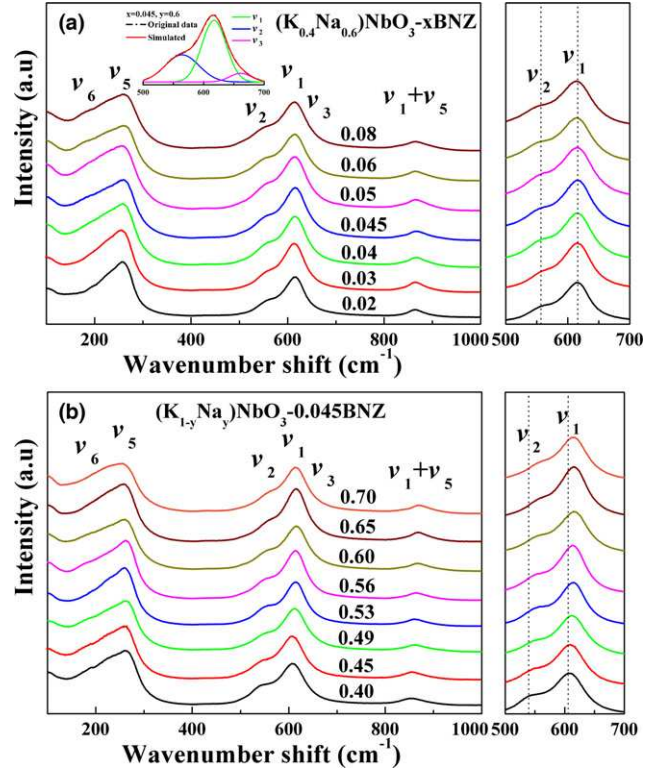 (a)
x=0.045, y=0.6
Original data
Simulated
ν₁
ν₂
ν₃
500 600 700
(K₀.₄Na₀.₆)NbO₃-xBNZ
ν₆ ν₅ ν₂ ν₁ ν₃ ν₁+ν₅
0.08
0.06
0.05
0.045
0.04
0.03
0.02
Intensity (a.u)
200 400 600 800 1000
Wavenumber shift (cm⁻¹)
ν₂ ν₁
500 600 700
(b)
(K₁₋yNay)NbO₃-0.045BNZ
ν₆ ν₅ ν₂ ν₁ ν₃ ν₁+ν₅
0.70
0.65
0.60
0.56
0.53
0.49
0.45
0.40
Intensity (a.u)
200 400 600 800 1000
Wavenumber shift (cm⁻¹)
ν₂ ν₁
500 600 700